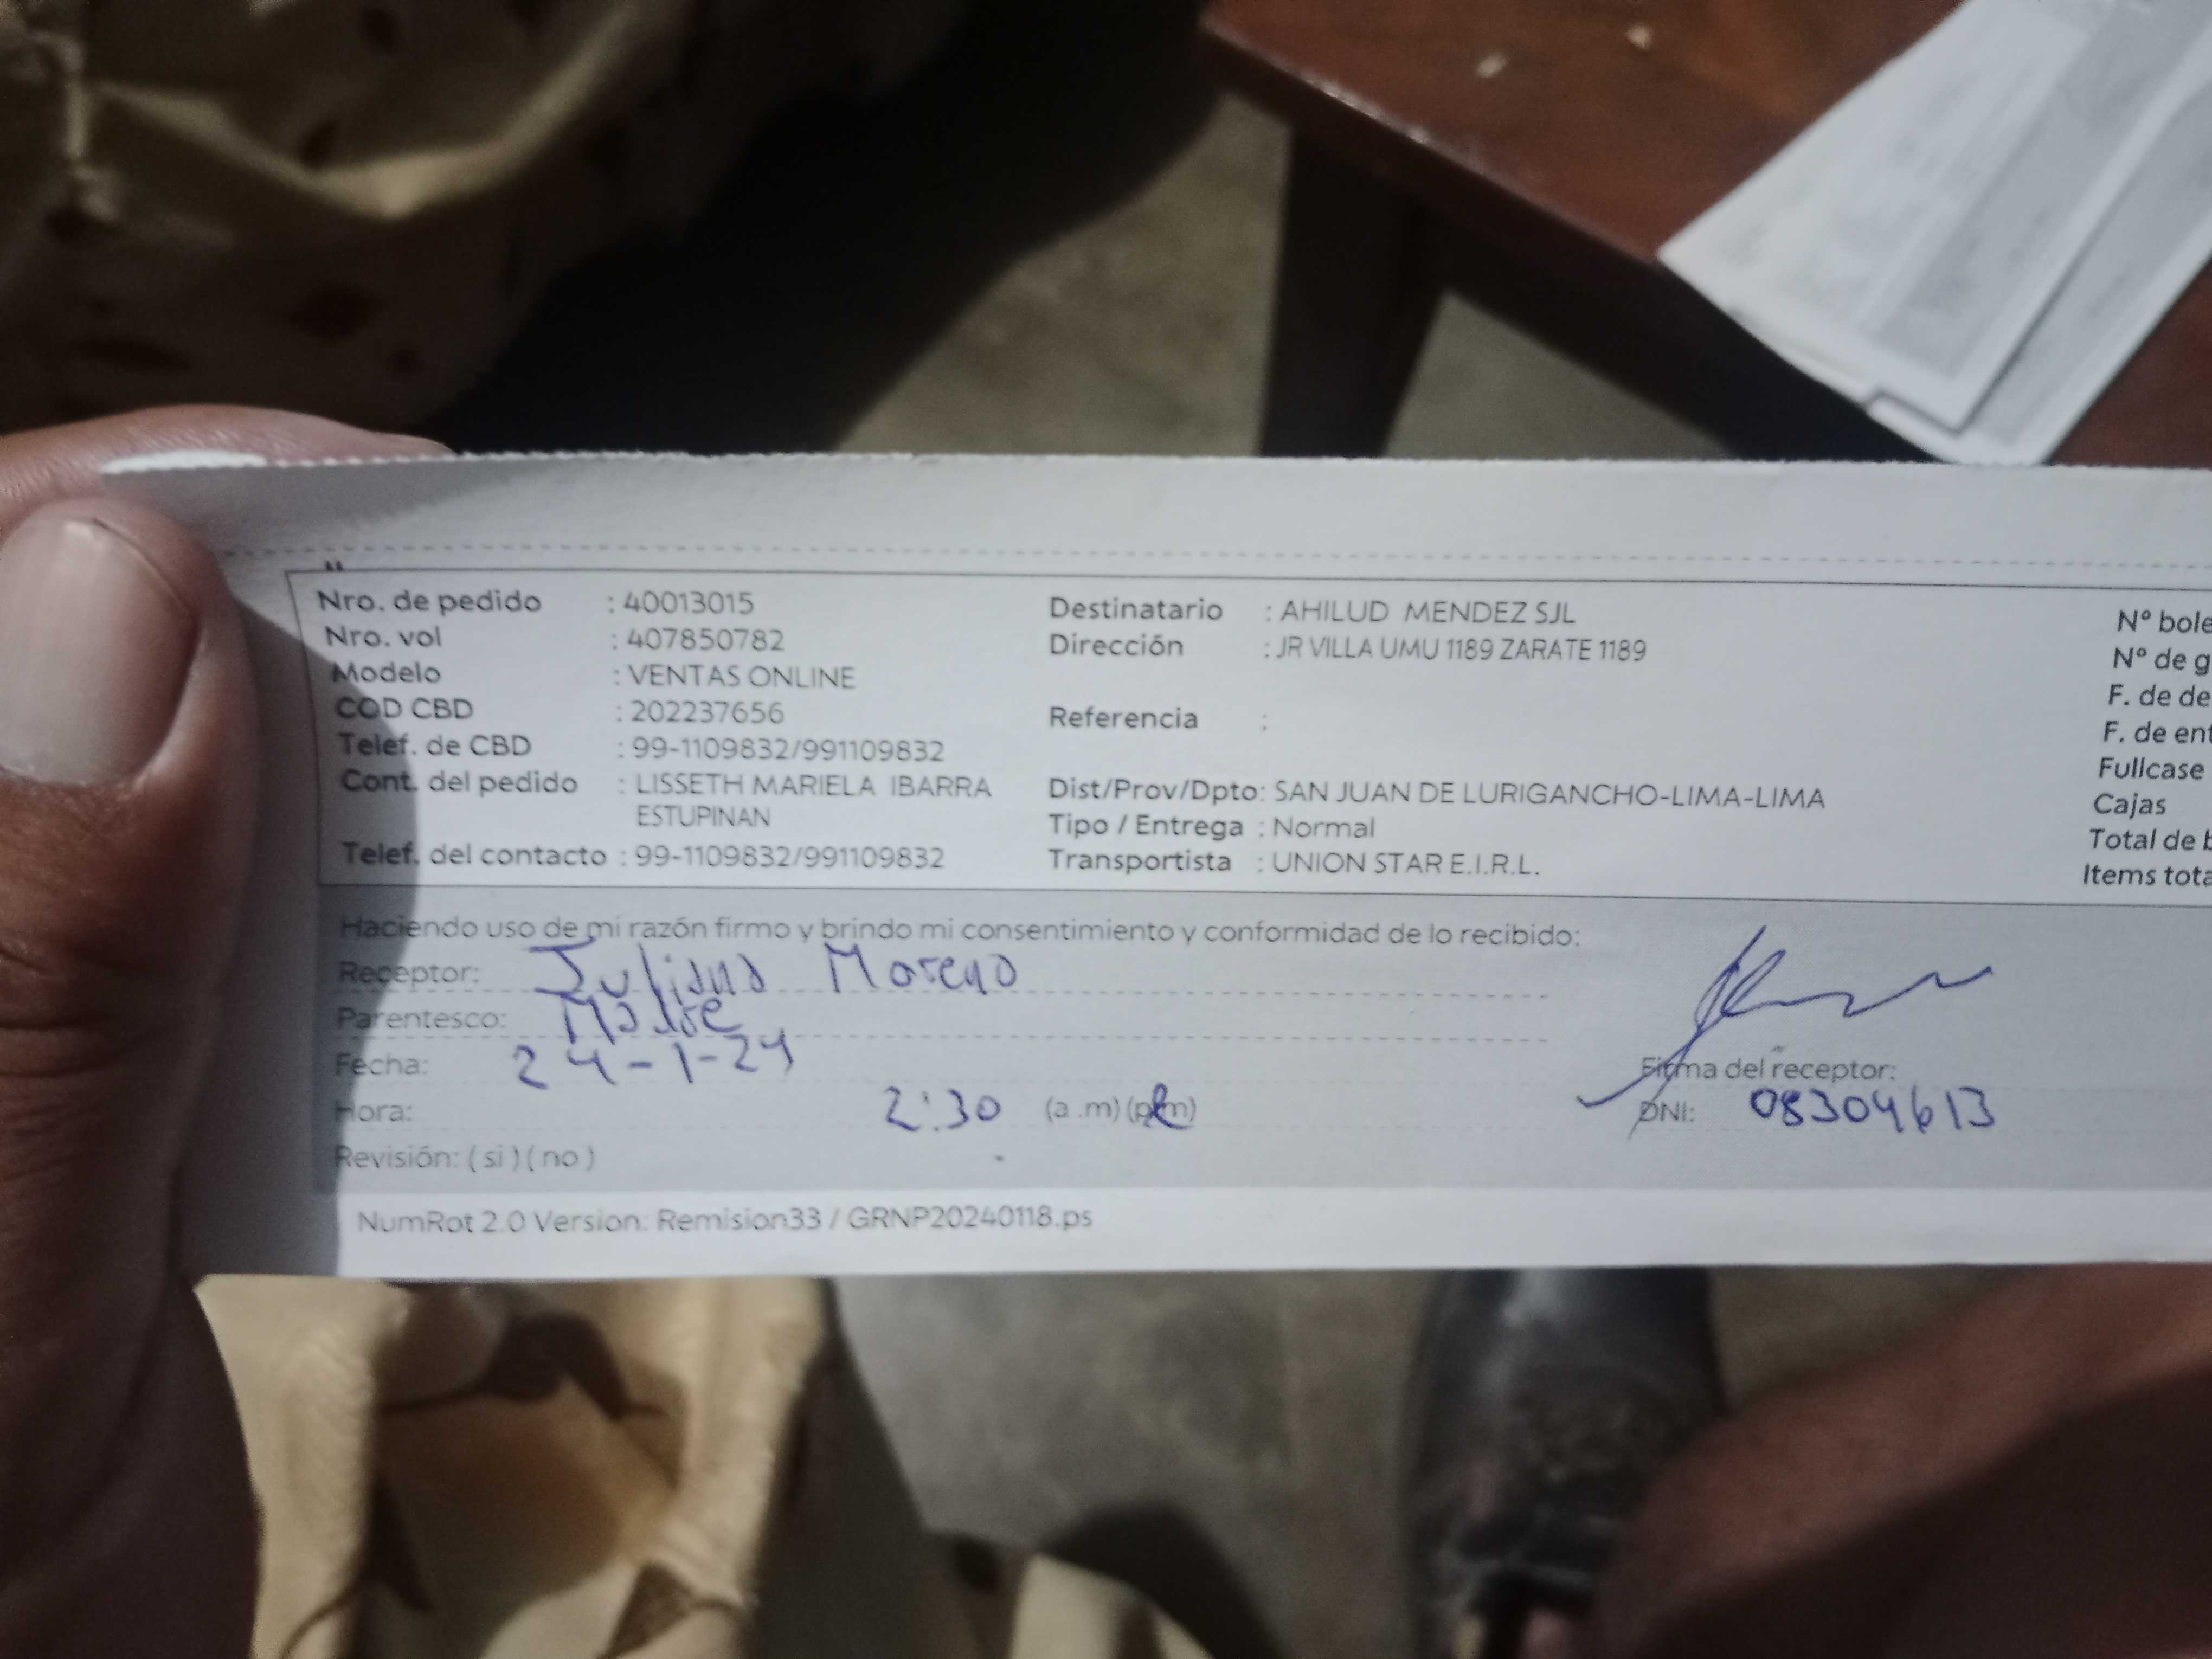 Nro. de pedido : 40013015
Nro. vol : 407850782
Modelo : VENTAS ONLINE
COD CBD : 202237656
Telef. de CBD : 99-1109832/991109832
Cont. del pedido : LISSETH MARIELA IBARRA
ESTUPINAN
Telef. del contacto : 99-1109832/991109832
Destinatario : AHILUD MENDEZ SJL
Dirección : JR VILLA UMU 1189 ZARATE 1189
Referencia :
Dist/Prov/Dpto: SAN JUAN DE LURIGANCHO-LIMA-LIMA
Tipo / Entrega : Normal
Transportista : UNION STAR E.I.R.L.
Nº bole
Nº de g
F. de de
F. de ent
Fullcase
Cajas
Total de b
Items tota
Haciendo uso de mi razón firmo y brindo mi consentimiento y conformidad de lo recibido:
Receptor: Juliana Moreno
Parentesco: Madre
Fecha: 24-1-24
Hora: 2:30 (a .m) (p.m)
Revisión: ( si ) ( no )
Firma del receptor:
DNI: 08304613
NumRot 2.0 Version: Remision33 / GRNP20240118.ps